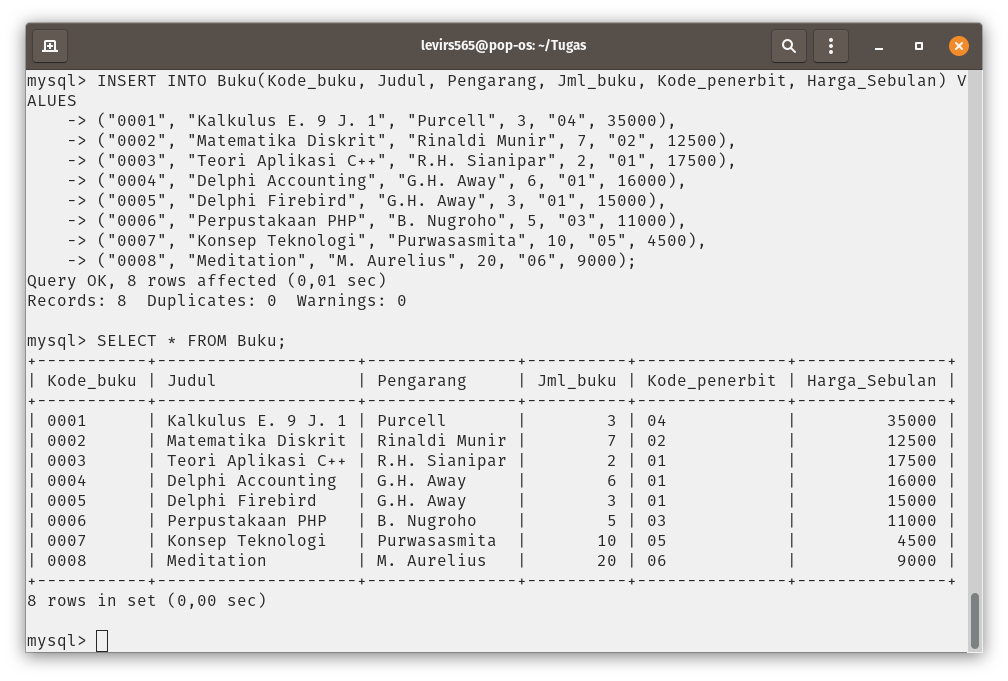 levirs565@pop-os: ~/Tugas
mysql> INSERT INTO Buku(Kode_buku, Judul, Pengarang, Jml_buku, Kode_penerbit, Harga_Sebulan) V
ALUES
    -> ("0001", "Kalkulus E. 9 J. 1", "Purcell", 3, "04", 35000),
    -> ("0002", "Matematika Diskrit", "Rinaldi Munir", 7, "02", 12500),
    -> ("0003", "Teori Aplikasi C++", "R.H. Sianipar", 2, "01", 17500),
    -> ("0004", "Delphi Accounting", "G.H. Away", 6, "01", 16000),
    -> ("0005", "Delphi Firebird", "G.H. Away", 3, "01", 15000),
    -> ("0006", "Perpustakaan PHP", "B. Nugroho", 5, "03", 11000),
    -> ("0007", "Konsep Teknologi", "Purwasasmita", 10, "05", 4500),
    -> ("0008", "Meditation", "M. Aurelius", 20, "06", 9000);
Query OK, 8 rows affected (0,01 sec)
Records: 8  Duplicates: 0  Warnings: 0
mysql> SELECT * FROM Buku;
+-----------+--------------------+---------------+----------+---------------+---------------+
| Kode_buku | Judul              | Pengarang     | Jml_buku | Kode_penerbit | Harga_Sebulan |
+-----------+--------------------+---------------+----------+---------------+---------------+
| 0001      | Kalkulus E. 9 J. 1 | Purcell       |        3 | 04            |         35000 |
| 0002      | Matematika Diskrit | Rinaldi Munir |        7 | 02            |         12500 |
| 0003      | Teori Aplikasi C++ | R.H. Sianipar |        2 | 01            |         17500 |
| 0004      | Delphi Accounting  | G.H. Away     |        6 | 01            |         16000 |
| 0005      | Delphi Firebird    | G.H. Away     |        3 | 01            |         15000 |
| 0006      | Perpustakaan PHP   | B. Nugroho    |        5 | 03            |         11000 |
| 0007      | Konsep Teknologi   | Purwasasmita  |       10 | 05            |          4500 |
| 0008      | Meditation         | M. Aurelius   |       20 | 06            |          9000 |
+-----------+--------------------+---------------+----------+---------------+---------------+
8 rows in set (0,00 sec)
mysql>